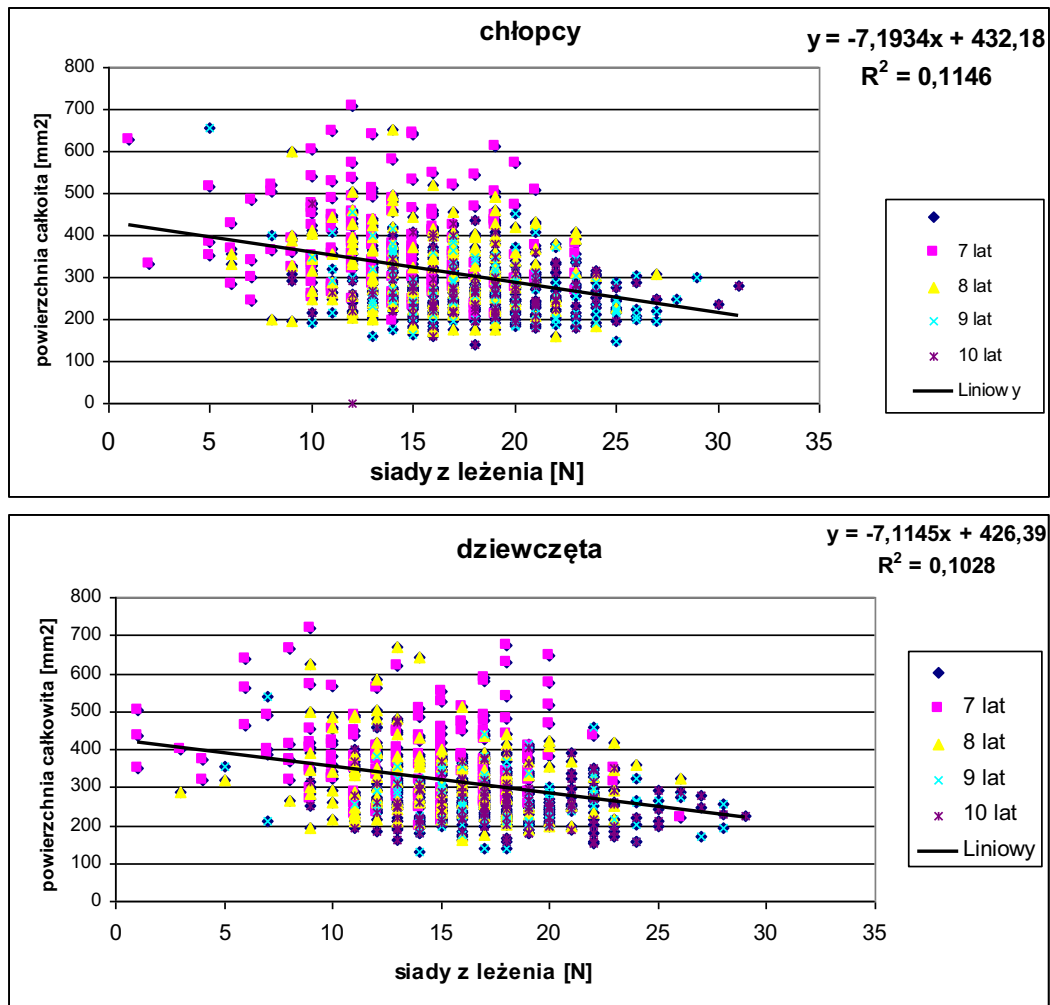 chłopcy
y = -7,1934x + 432,18
R² = 0,1146
powierzchnia całkoita [mm2]
800
700
600
500
400
300
200
100
0
0 5 10 15 20 25 30 35
siady z leżenia [N]
7 lat
8 lat
9 lat
10 lat
Liniowy
dziewczęta
y = -7,1145x + 426,39
R² = 0,1028
powierzchnia całkowita [mm2]
800
700
600
500
400
300
200
100
0
0 5 10 15 20 25 30 35
siady z leżenia [N]
7 lat
8 lat
9 lat
10 lat
Liniowy